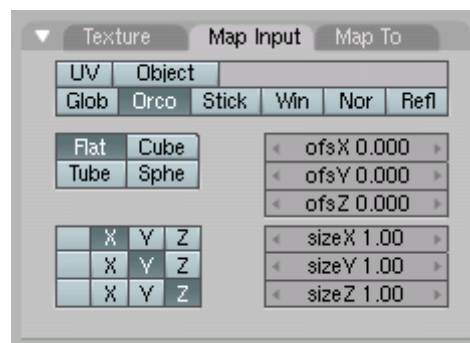 Texture Map Input Map To
UV Object
Glob Orco Stick Win Nor Refl
Flat Cube ofsX 0.000
Tube Sphe ofsY 0.000
ofsZ 0.000
X Y Z sizeX 1.00
X Y Z sizeY 1.00
X Y Z sizeZ 1.00